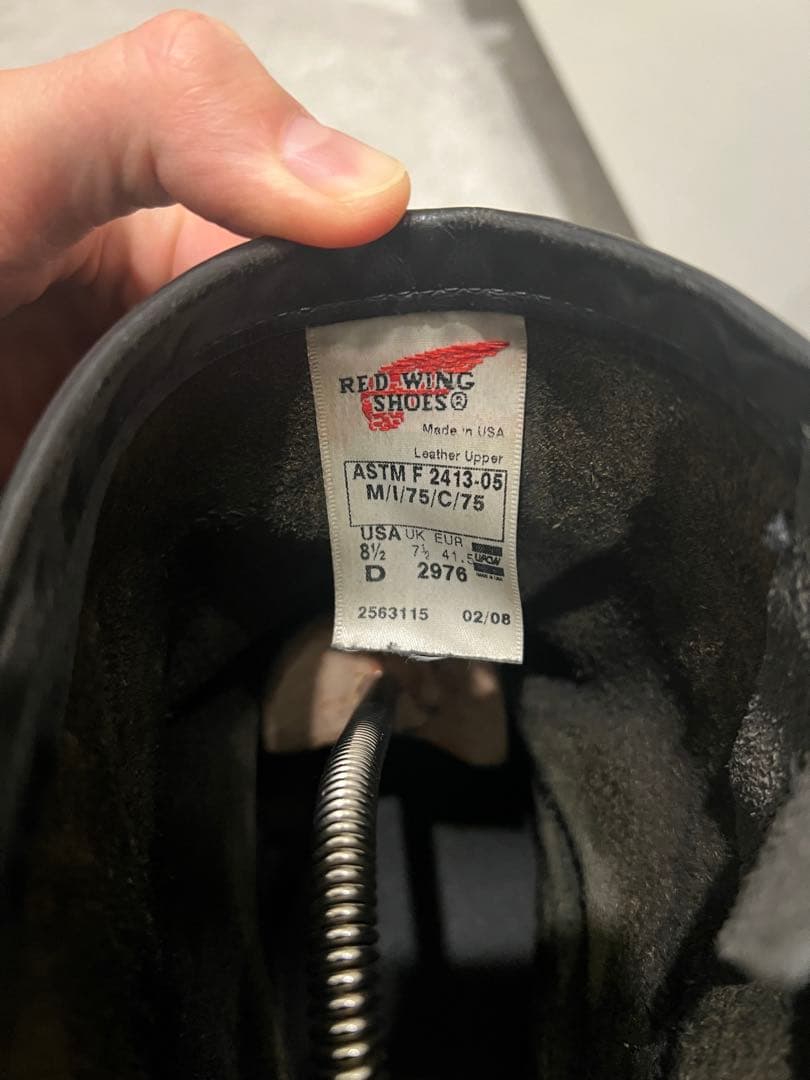 RED WING
SHOES®
Made in USA
Leather Upper
ASTM F 2413-05
M/I/75/C/75
USA UK EUR
8½ 7½ 41.5
UFCW
D 2976
2563115 02/08